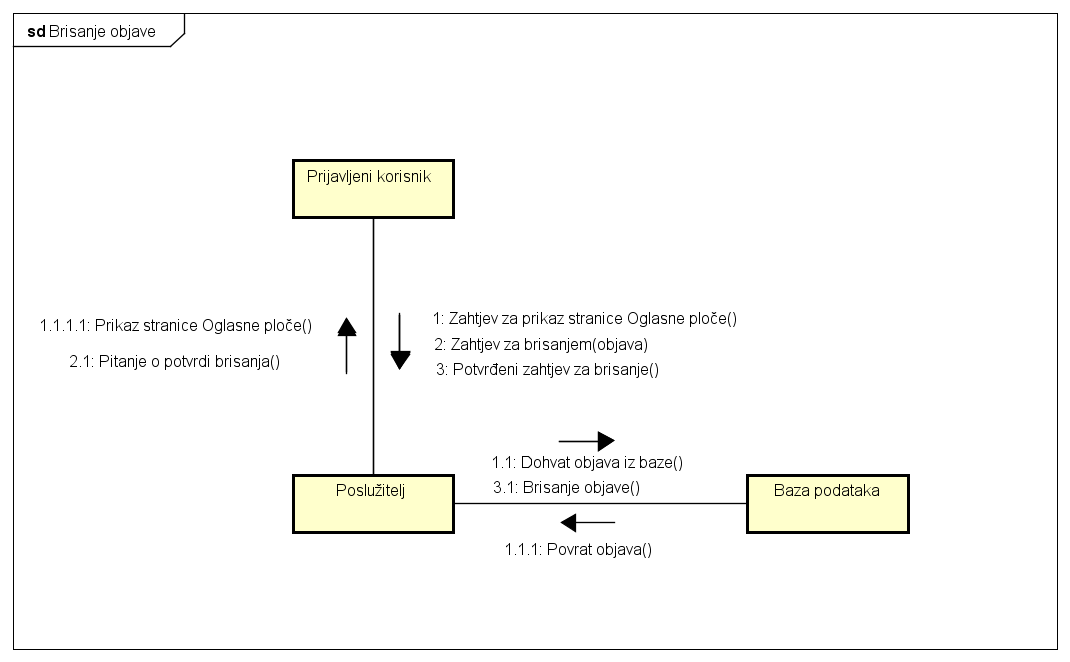 sd Brisanje objave
Prijavljeni korisnik
1.1.1.1: Prikaz stranice Oglasne ploče()
2.1: Pitanje o potvrdi brisanja()
1: Zahtjev za prikaz stranice Oglasne ploče()
2: Zahtjev za brisanjem(objava)
3: Potvrđeni zahtjev za brisanje()
1.1: Dohvat objava iz baze()
3.1: Brisanje objave()
Poslužitelj
Baza podataka
1.1.1: Povrat objava()